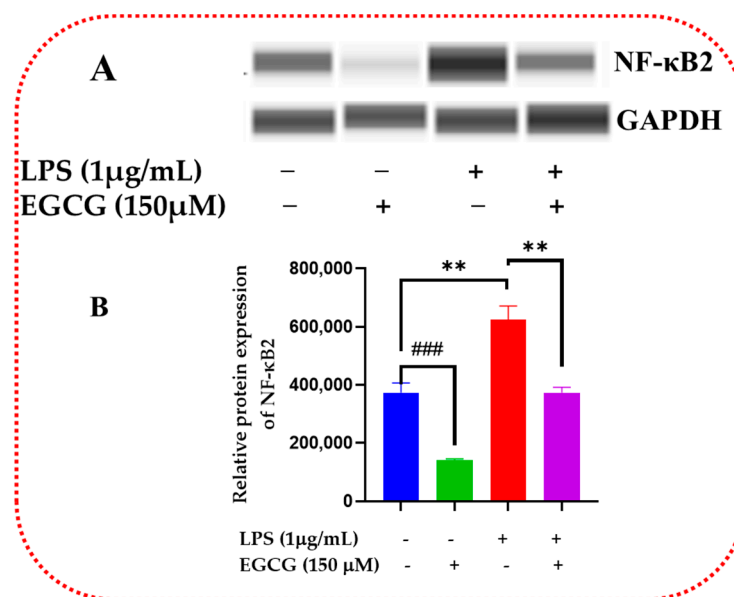 A
NF-κB2
GAPDH
LPS (1μg/mL) – – + +
EGCG (150μM) – + – +
B
Relative protein expression
of NF-κB2
800,000
600,000
400,000
200,000
0
** **
###
LPS (1μg/mL) - - + +
EGCG (150 μM) - + - +